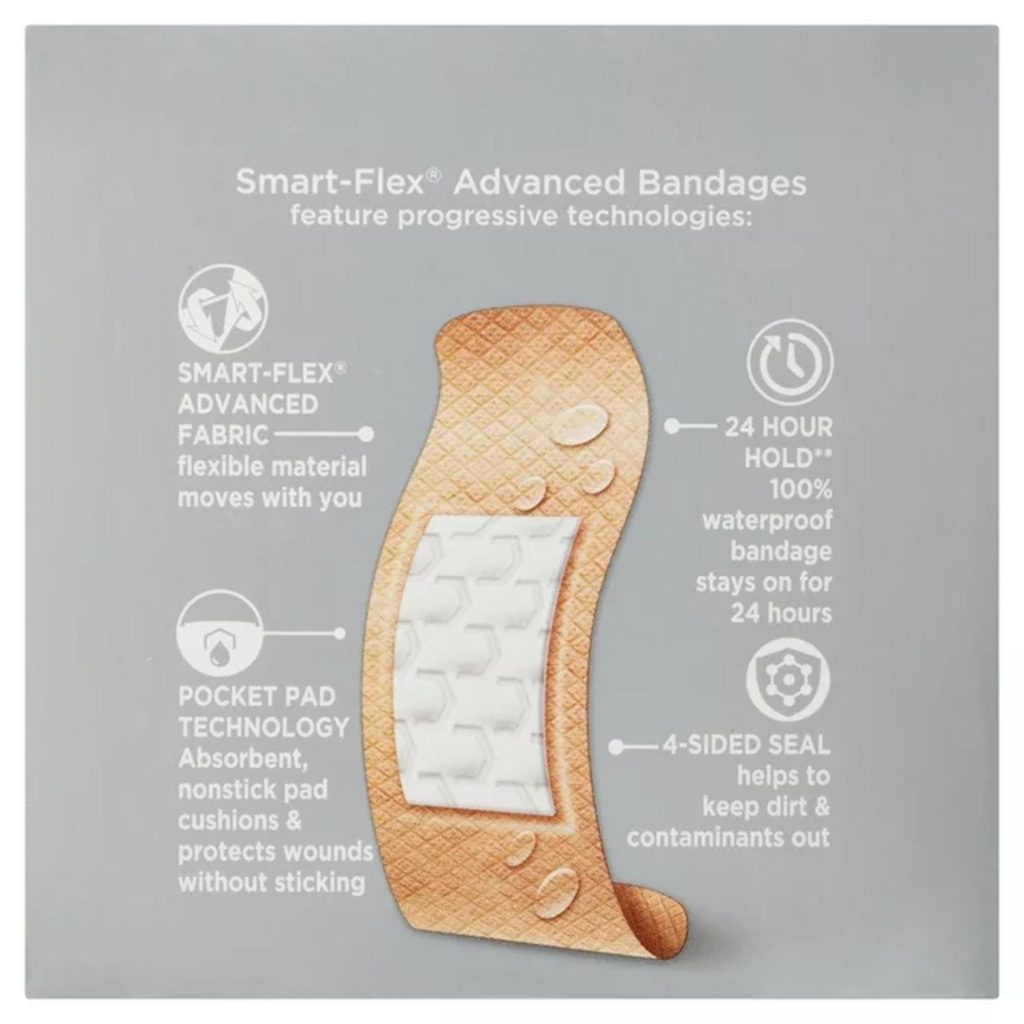 Smart-Flex® Advanced Bandages
feature progressive technologies:
SMART-FLEX®
ADVANCED
FABRIC
flexible material
moves with you
POCKET PAD
TECHNOLOGY
Absorbent,
nonstick pad
cushions &
protects wounds
without sticking
24 HOUR
HOLD**
100%
waterproof
bandage
stays on for
24 hours
4-SIDED SEAL
helps to
keep dirt &
contaminants out